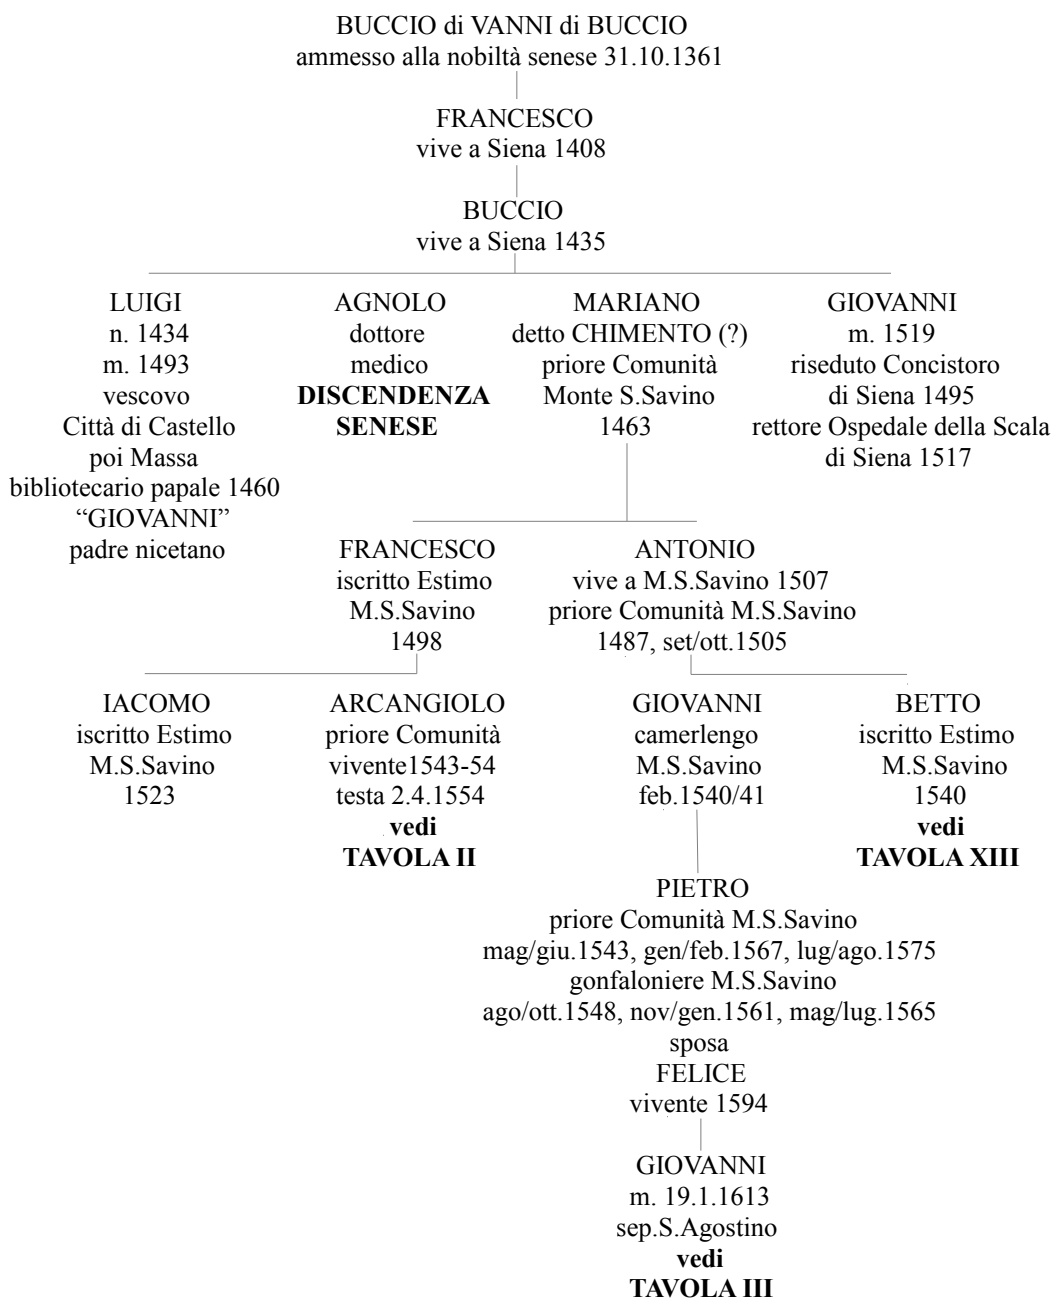 BUCCIO di VANNI di BUCCIO
ammesso alla nobiltà senese 31.10.1361
FRANCESCO
vive a Siena 1408
BUCCIO
vive a Siena 1435
LUIGI
n. 1434
m. 1493
vescovo
Città di Castello
poi Massa
bibliotecario papale 1460
“GIOVANNI”
padre nicetano
AGNOLO
dottore
medico
DISCENDENZA
SENESE
MARIANO
detto CHIMENTO (?)
priore Comunità
Monte S.Savino
1463
GIOVANNI
m. 1519
riseduto Concistoro
di Siena 1495
rettore Ospedale della Scala
di Siena 1517
FRANCESCO
iscritto Estimo
M.S.Savino
1498
ANTONIO
vive a M.S.Savino 1507
priore Comunità M.S.Savino
1487, set/ott.1505
IACOMO
iscritto Estimo
M.S.Savino
1523
ARCANGIOLO
priore Comunità
vivente1543-54
testa 2.4.1554
vedi
TAVOLA II
GIOVANNI
camerlengo
M.S.Savino
feb.1540/41
BETTO
iscritto Estimo
M.S.Savino
1540
vedi
TAVOLA XIII
PIETRO
priore Comunità M.S.Savino
mag/giu.1543, gen/feb.1567, lug/ago.1575
gonfaloniere M.S.Savino
ago/ott.1548, nov/gen.1561, mag/lug.1565
sposa
FELICE
vivente 1594
GIOVANNI
m. 19.1.1613
sep.S.Agostino
vedi
TAVOLA III